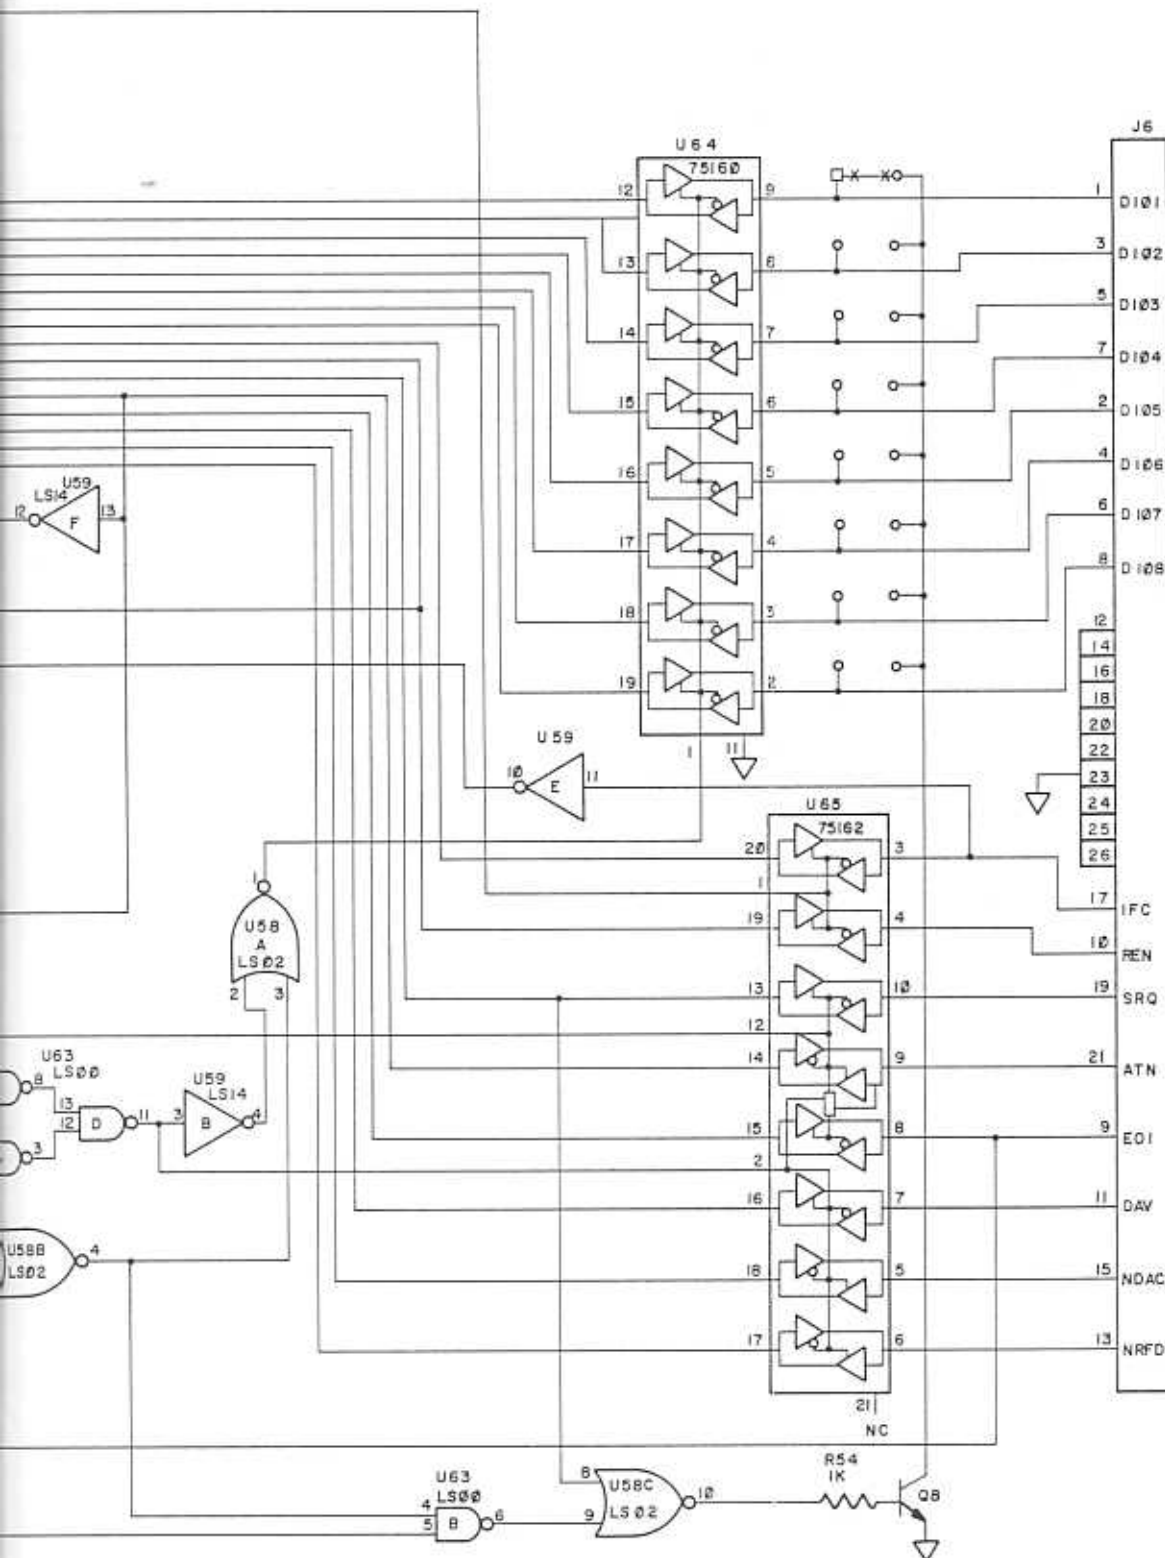 J6
U64
75160
12 9 1 DIØ1
3 DIØ2
13 8
5 DIØ3
14 7
7 DIØ4
15 6
2 DIØ5
16 5
4 DIØ6
U59
LS14
12 F 13
6 DIØ7
17 4
8 DIØ8
18 3
12
14
16
19 2
18
20
1 11
22
U59
23
10 E 11
24
U65
25
75162
20 3
26
1
1
17 IFC
U58
A
LSØ2
19 4
1Ø REN
2 3
13 1Ø 19 SRQ
12
U63
LSØØ
14 9 21 ATN
8
U59
LS14
13
12 D 11 3 B 4
15 8 9 EOI
3
2
16 7 11 DAV
U58B
LSØ2
4
18 5 15 NDAC
17 6 13 NRFD
21
NC
R54
1K
U63
LSØØ
8
U58C
LSØ2
1Ø
Q8
4
5 B 6
9